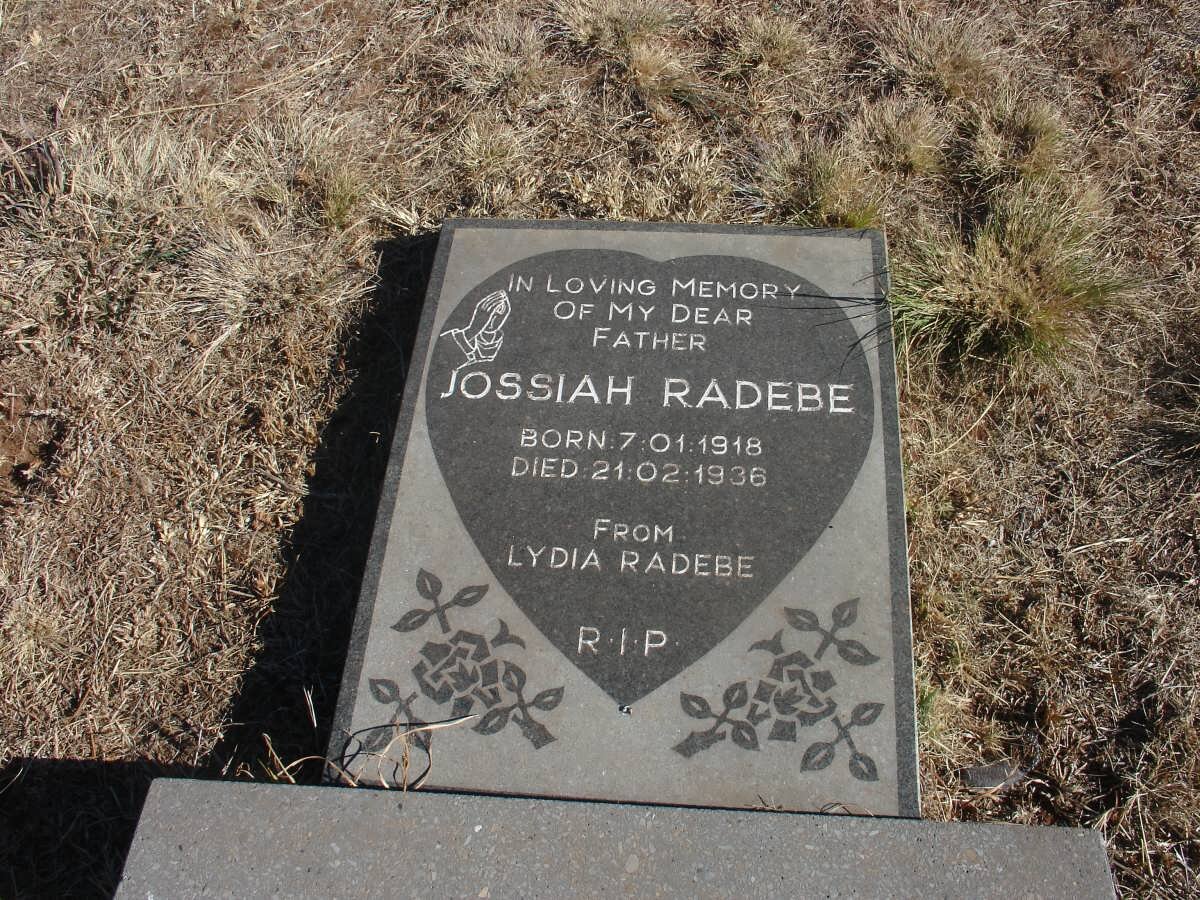 IN LOVING MEMORY
OF MY DEAR
FATHER
JOSSIAH RADEBE
BORN:7:01:1918
DIED:21:02:1936
FROM
LYDIA RADEBE
R·I·P·